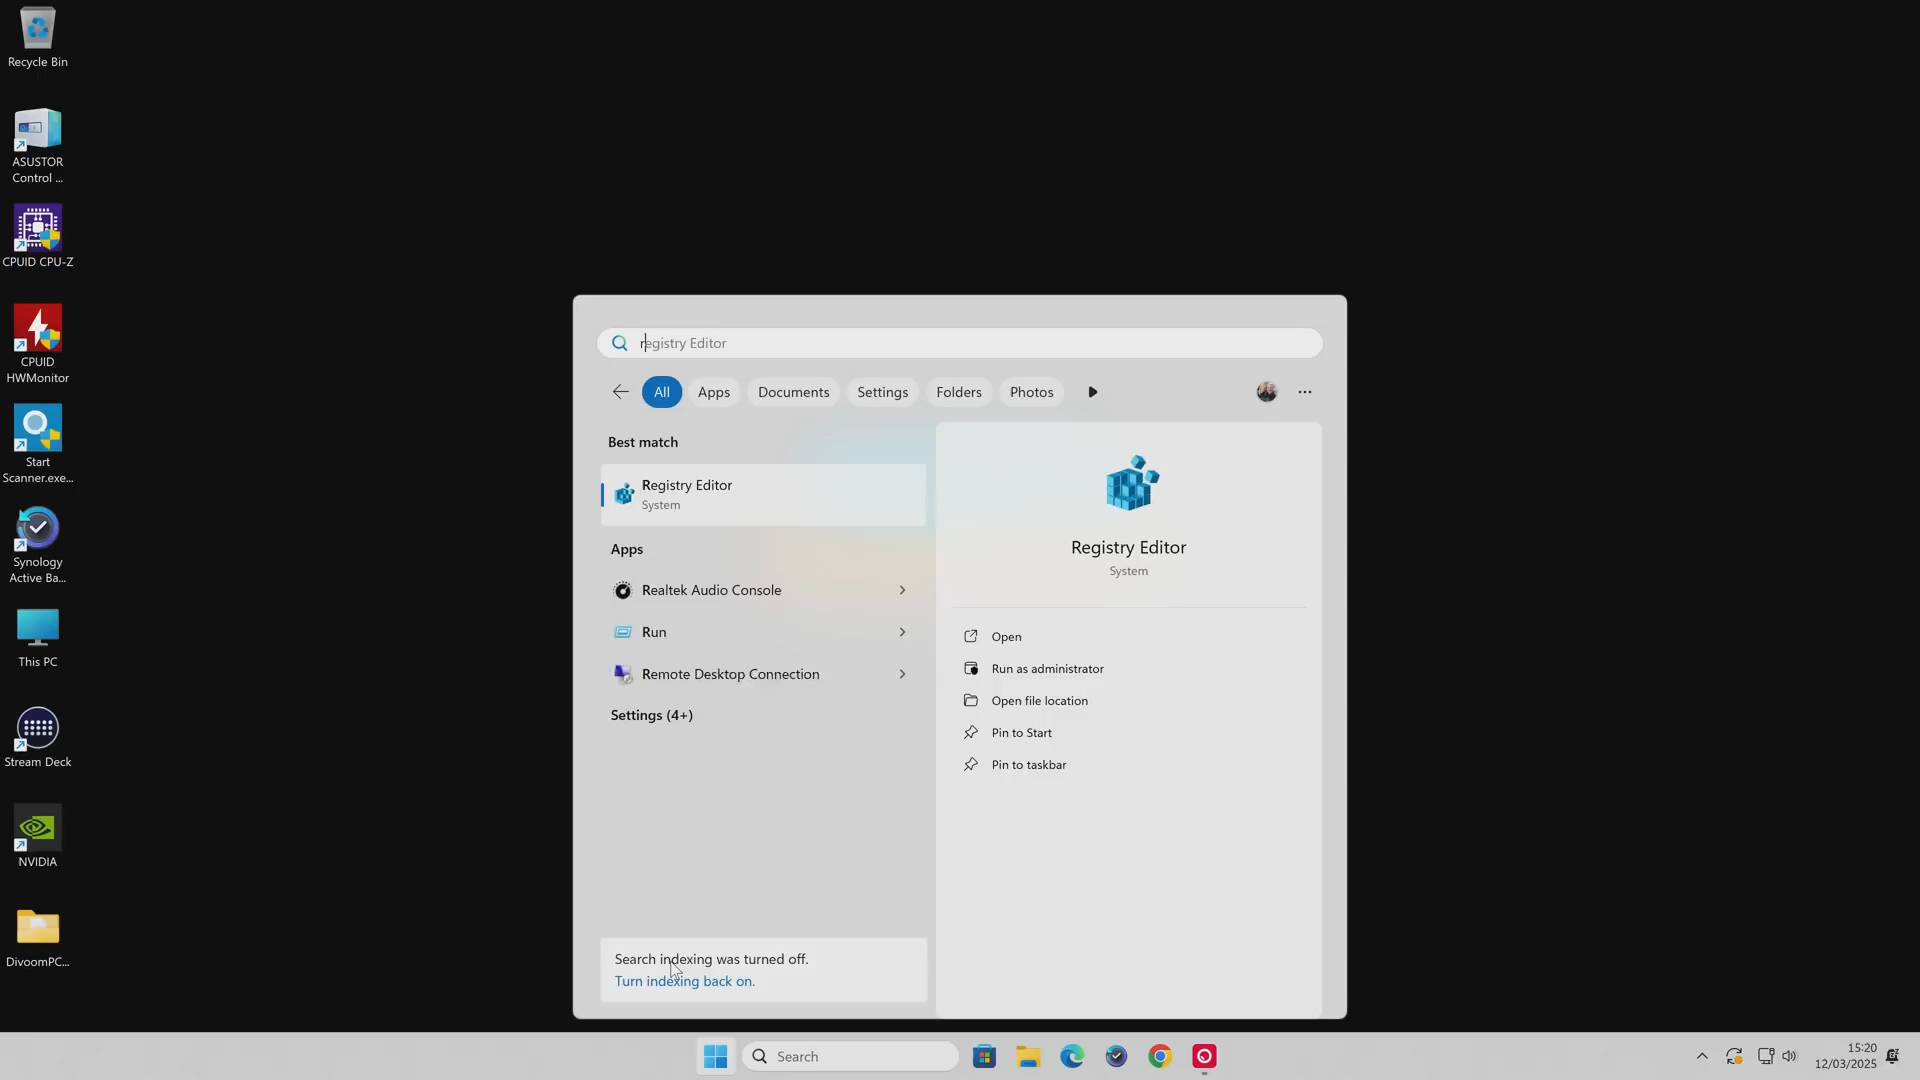 Recycle Bin
ASUSTOR
Control ...
CPUID CPU-Z
CPUID
HWMonitor
Start
Scanner.exe...
Synology
Active Ba...
This PC
Stream Deck
NVIDIA
DivoomPC...
registry Editor
All
Apps
Documents
Settings
Folders
Photos
Best match
Registry Editor
System
Apps
Realtek Audio Console
Run
Remote Desktop Connection
Settings (4+)
Search indexing was turned off.
Turn indexing back on.
Registry Editor
System
Open
Run as administrator
Open file location
Pin to Start
Pin to taskbar
Search
15:20
12/03/2025